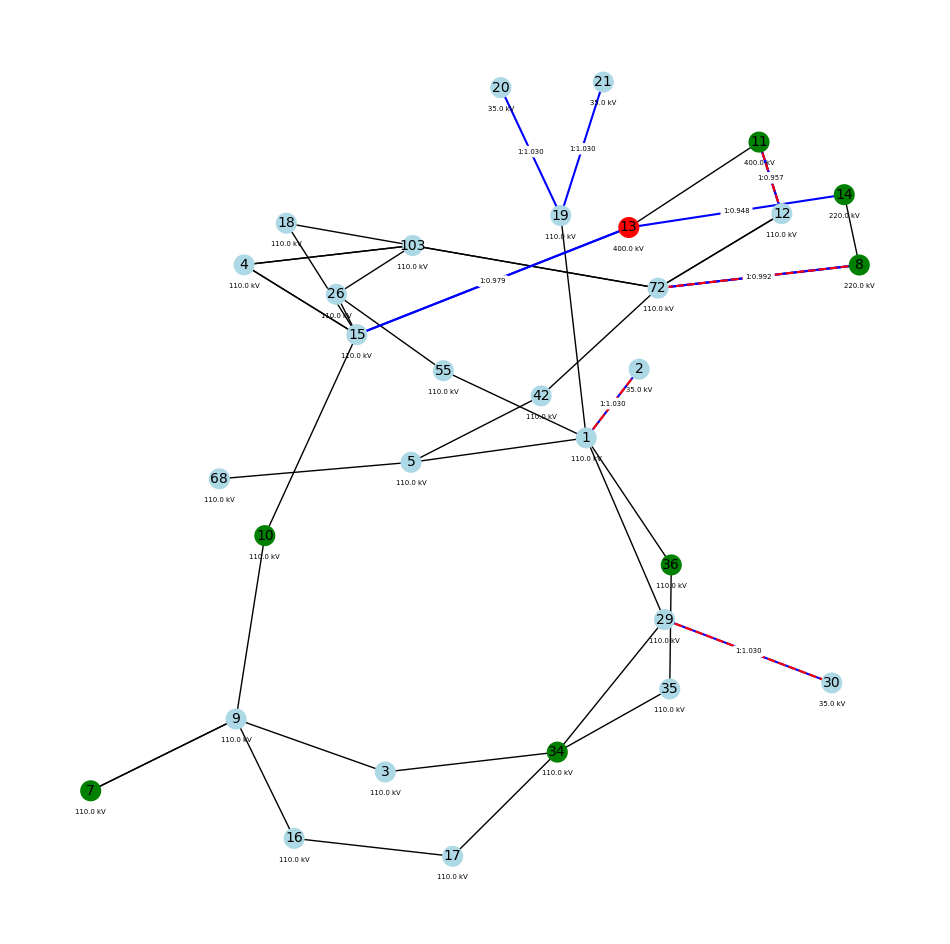 21
20
35.0 kV
35.0 kV
11
1:1.030
1:1.030
400.0 kV
1:0.957
14
1:0.948
12
220.0 kV
19
18
13
110.0 kV
110.0 kV
110.0 kV
103
400.0 kV
4
110.0 kV
8
1:0.979
1:0.992
110.0 kV
72
220.0 kV
26
110.0 kV
110.0 kV
15
110.0 kV
55
2
110.0 kV
35.0 kV
42
1:1.030
110.0 kV
1
110.0 kV
5
68
110.0 kV
110.0 kV
10
110.0 kV
36
110.0 kV
29
110.0 kV
1:1.030
30
35
35.0 kV
110.0 kV
9
110.0 kV
34
3
110.0 kV
7
110.0 kV
110.0 kV
16
17
110.0 kV
110.0 kV